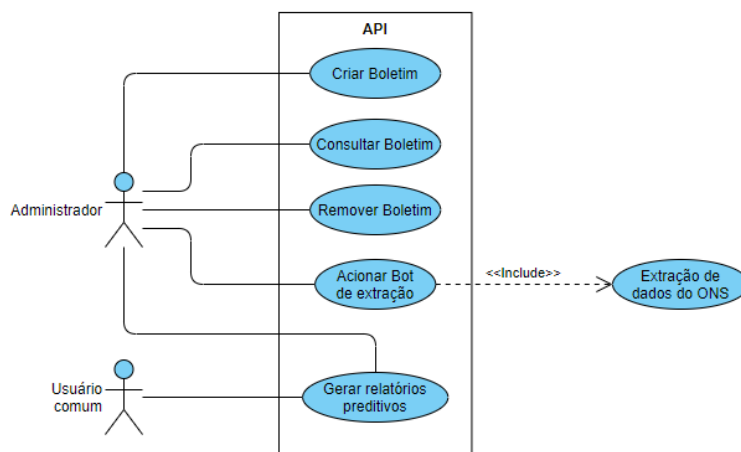 API
Criar Boletim
Consultar Boletim
Administrador
Remover Boletim
Acionar Bot
de extração
<<Include>>
Extração de
dados do ONS
Usuário
comum
Gerar relatórios
preditivos